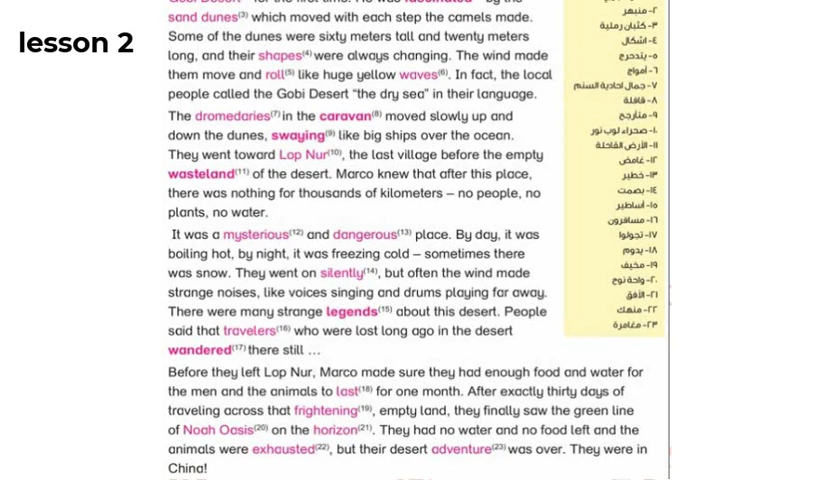 lesson 2
Gobi Desert for the first time. He was fascinated by the
sand dunes(3) which moved with each step the camels made.
Some of the dunes were sixty meters tall and twenty meters
long, and their shapes(4) were always changing. The wind made
them move and roll(5) like huge yellow waves(6). In fact, the local
people called the Gobi Desert “the dry sea” in their language.
The dromedaries(7) in the caravan(8) moved slowly up and
down the dunes, swaying(9) like big ships over the ocean.
They went toward Lop Nur(10), the last village before the empty
wasteland(11) of the desert. Marco knew that after this place,
there was nothing for thousands of kilometers – no people, no
plants, no water.
It was a mysterious(12) and dangerous(13) place. By day, it was
boiling hot, by night, it was freezing cold – sometimes there
was snow. They went on silently(14), but often the wind made
strange noises, like voices singing and drums playing far away.
There were many strange legends(15) about this desert. People
said that travelers(16) who were lost long ago in the desert
wandered(17) there still ...
Before they left Lop Nur, Marco made sure they had enough food and water for
the men and the animals to last(18) for one month. After exactly thirty days of
traveling across that frightening(19), empty land, they finally saw the green line
of Noah Oasis(20) on the horizon(21). They had no water and no food left and the
animals were exhausted(22), but their desert adventure(23) was over. They were in
China!
٢- منبهر
٣- كثبان رملية
٤- اشكال
٥- يتدحرج
٦- أمواج
٧- جمال احادية السنم
٨- قافلة
٩- متأرجح
١٠- صحراء لوب نور
١١- الأرض القاحلة
١٢- غامض
١٣- خطير
١٤- بصمت
١٥- اساطير
١٦- مسافرون
١٧- تجولوا
١٨- يدوم
١٩- مخيف
٢٠- واحة نوح
٢١- الأفق
٢٢- منهك
٢٣- مغامرة